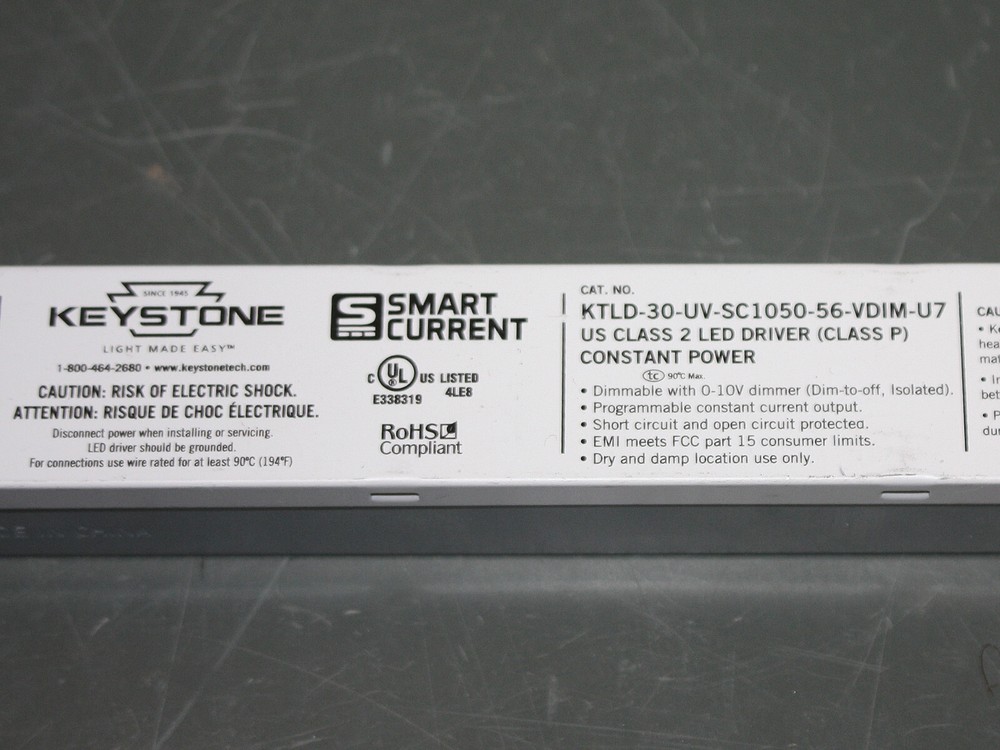 SINCE 1945
KEYSTONE
LIGHT MADE EASY™
1-800-464-2680 • www.keystonetech.com
CAUTION: RISK OF ELECTRIC SHOCK.
ATTENTION: RISQUE DE CHOC ÉLECTRIQUE.
Disconnect power when installing or servicing.
LED driver should be grounded.
For connections use wire rated for at least 90°C (194°F)
S SMART
CURRENT
C UL® US LISTED
E338319 4LE8
RoHS
Compliant
CAT. NO.
KTLD-30-UV-SC1050-56-VDIM-U7
US CLASS 2 LED DRIVER (CLASS P)
CONSTANT POWER
tc 90°C Max.
• Dimmable with 0-10V dimmer (Dim-to-off, Isolated).
• Programmable constant current output.
• Short circuit and open circuit protected.
• EMI meets FCC part 15 consumer limits.
• Dry and damp location use only.